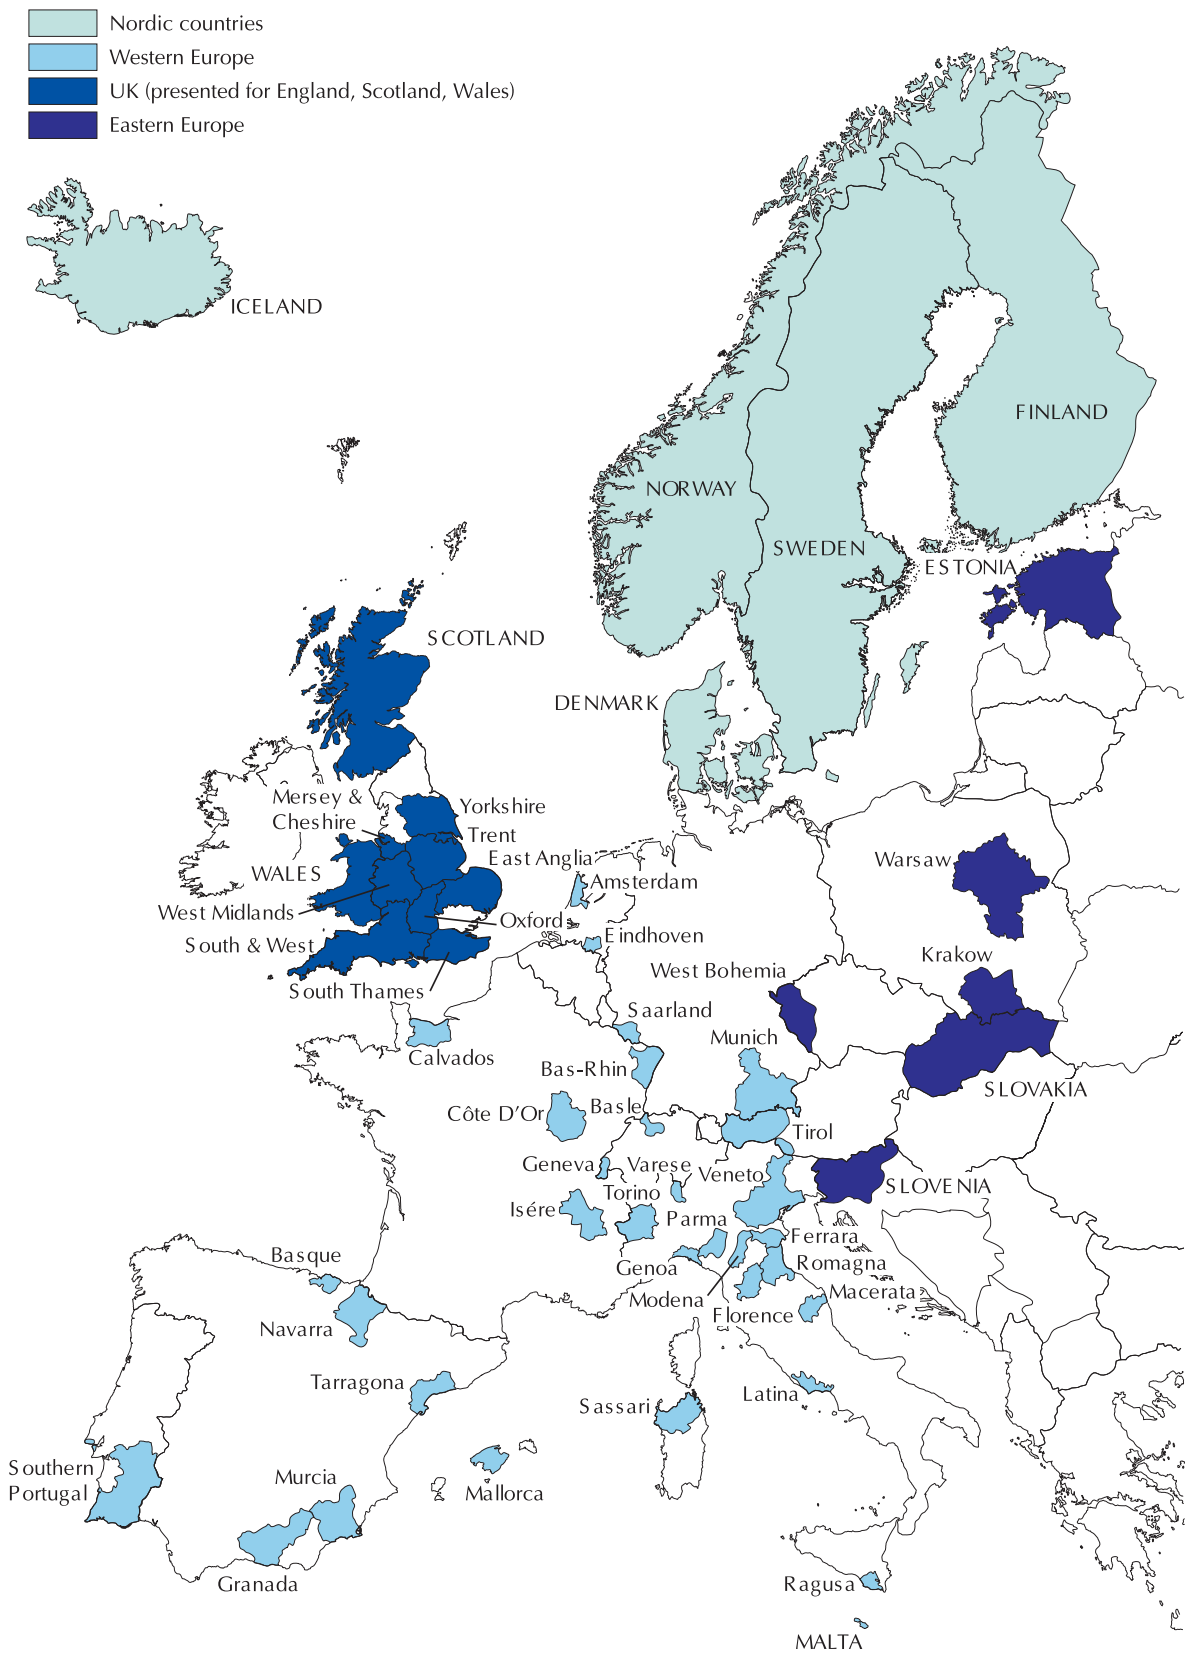 Nordic countries
Western Europe
UK (presented for England, Scotland, Wales)
Eastern Europe
ICELAND
FINLAND
NORWAY
SWEDEN
ESTONIA
SCOTLAND
DENMARK
Mersey &
Cheshire
Yorkshire
Trent
East Anglia
WALES
Warsaw
Amsterdam
West Midlands
Oxford
Eindhoven
South & West
Krakow
West Bohemia
South Thames
Saarland
Munich
Calvados
Bas-Rhin
SLOVAKIA
Côte D'Or
Basle
Tirol
Geneva
Varese
Veneto
SLOVENIA
Torino
Isére
Parma
Ferrara
Basque
Genoa
Romagna
Modena
Macerata
Navarra
Florence
Tarragona
Latina
Sassari
Southern
Portugal
Murcia
Mallorca
Granada
Ragusa
MALTA